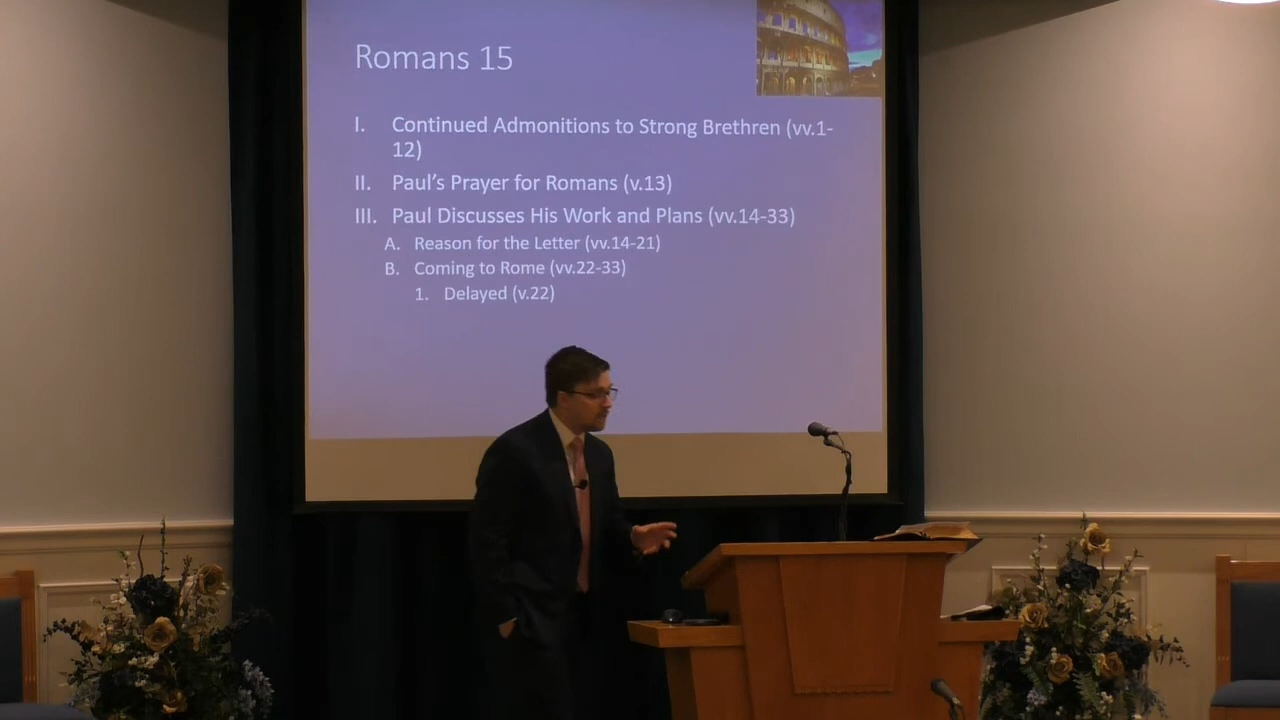 Romans 15
I. Continued Admonitions to Strong Brethren (vv.1-
12)
II. Paul's Prayer for Romans (v.13)
III. Paul Discusses His Work and Plans (vv.14-33)
A. Reason for the Letter (vv.14-21)
B. Coming to Rome (vv.22-33)
1. Delayed (v.22)